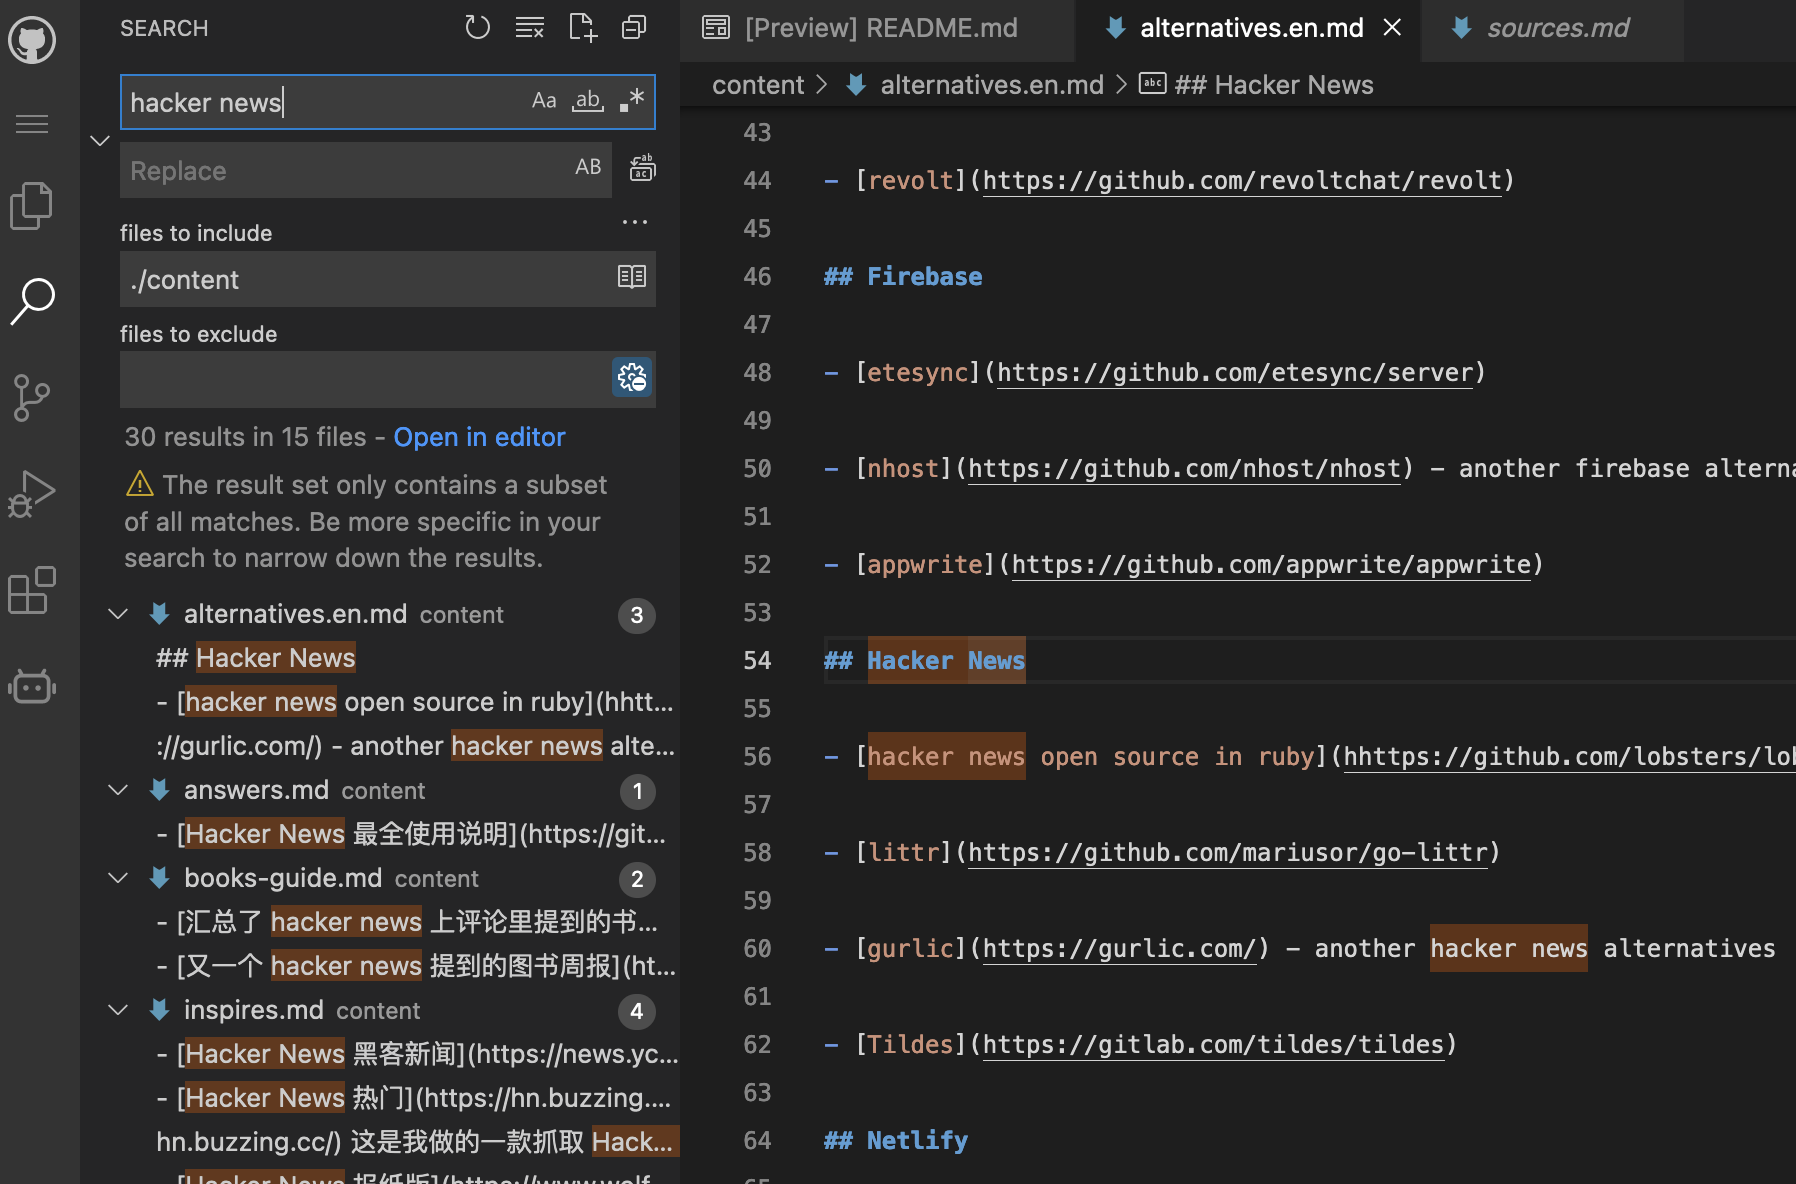 SEARCH
hacker news
Aa ab .*
Replace
AB
files to include
./content
files to exclude
30 results in 15 files - Open in editor
The result set only contains a subset
of all matches. Be more specific in your
search to narrow down the results.
alternatives.en.md content 3
## Hacker News
- [hacker news open source in ruby](hhtt...
://gurlic.com/) - another hacker news alte...
answers.md content 1
- [Hacker News 最全使用说明](https://git...
books-guide.md content 2
- [汇总了 hacker news 上评论里提到的书...
- [又一个 hacker news 提到的图书周报](ht...
inspires.md content 4
- [Hacker News 黑客新闻](https://news.yc...
- [Hacker News 热门](https://hn.buzzing....
hn.buzzing.cc/) 这是我做的一款抓取 Hack...
- [Hacker News 报纸版](https://www.wolf
[Preview] README.md
alternatives.en.md
sources.md
content > alternatives.en.md > ## Hacker News
43
44 - [revolt](https://github.com/revoltchat/revolt)
45
46 ## Firebase
47
48 - [etesync](https://github.com/etesync/server)
49
50 - [nhost](https://github.com/nhost/nhost) - another firebase alterna
51
52 - [appwrite](https://github.com/appwrite/appwrite)
53
54 ## Hacker News
55
56 - [hacker news open source in ruby](hhttps://github.com/lobsters/lob
57
58 - [littr](https://github.com/mariusor/go-littr)
59
60 - [gurlic](https://gurlic.com/) - another hacker news alternatives
61
62 - [Tildes](https://gitlab.com/tildes/tildes)
63
64 ## Netlify
65